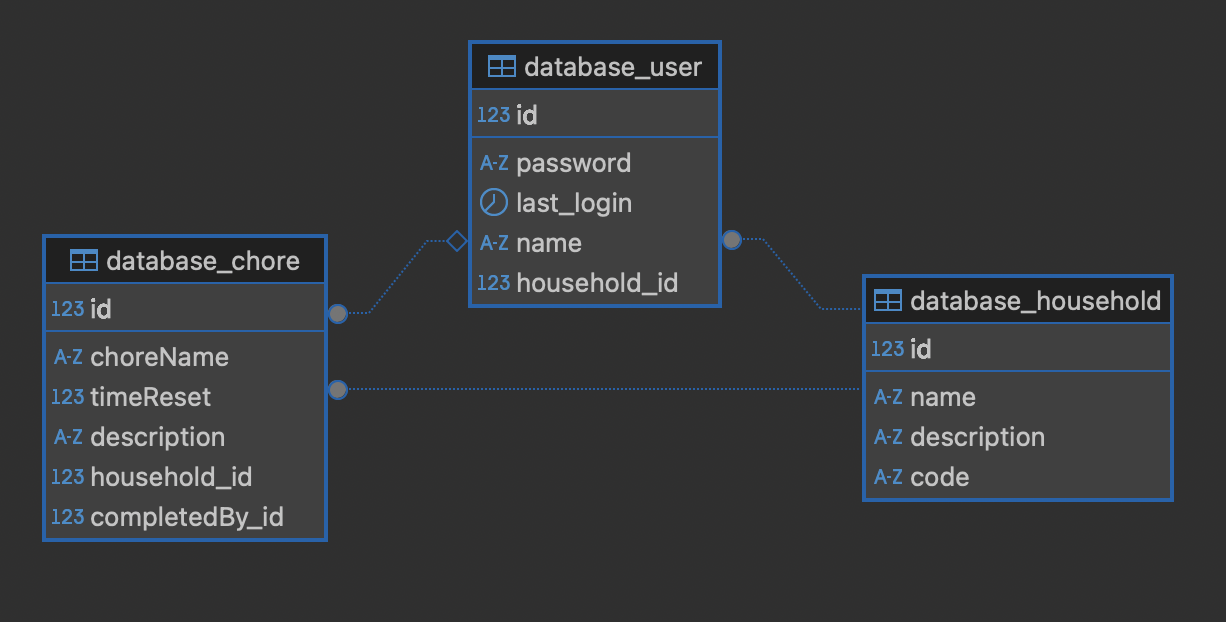 database_user
123 id
A-Z password
last_login
A-Z name
123 household_id
database_chore
123 id
A-Z choreName
123 timeReset
A-Z description
123 household_id
123 completedBy_id
database_household
123 id
A-Z name
A-Z description
A-Z code